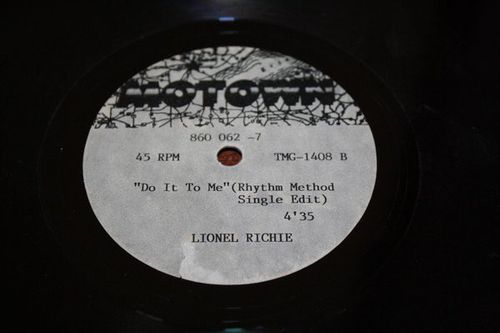 MOTOWN
860 062 -7
45 RPM TMG-1408 B
"Do It To Me"(Rhythm Method
Single Edit)
4'35
LIONEL RICHIE